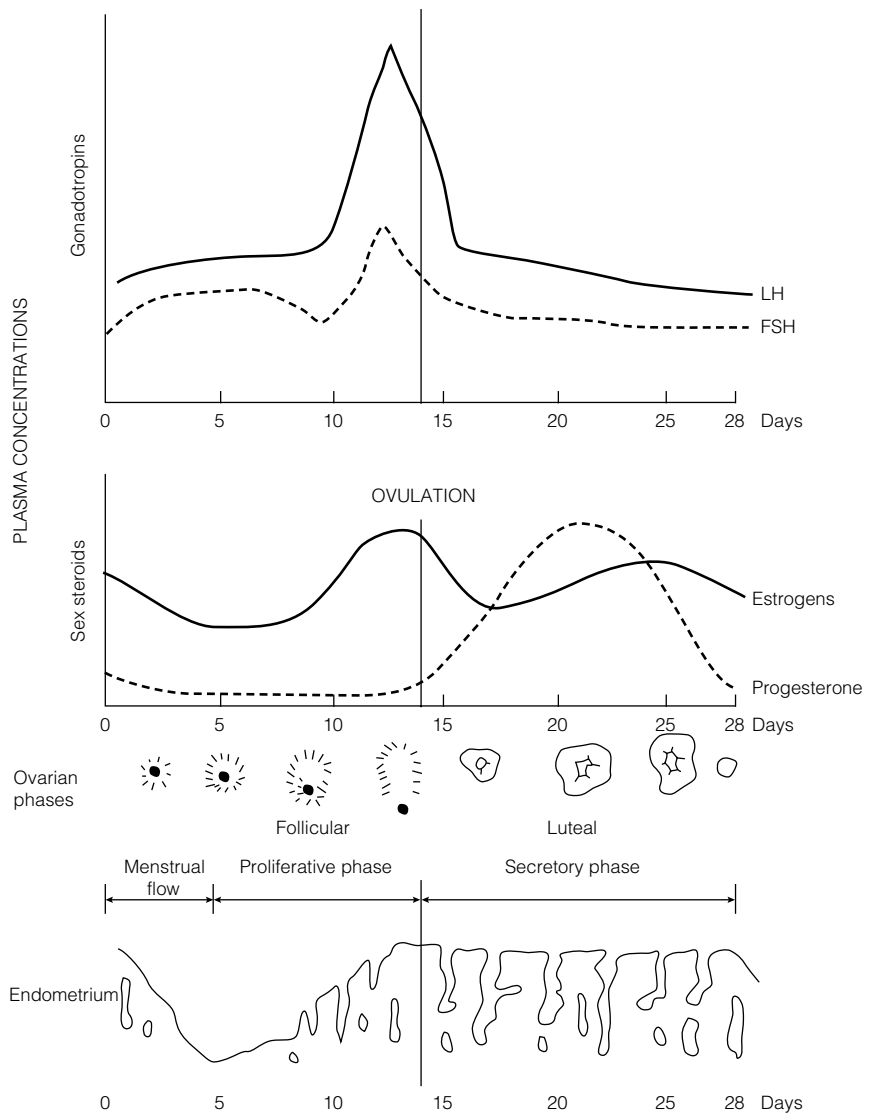 PLASMA CONCENTRATIONS
Gonadotropins
LH
FSH
0 5 10 15 20 25 28 Days
OVULATION
Sex steroids
Estrogens
Progesterone
0 5 10 15 20 25 28 Days
Ovarian
phases
Follicular Luteal
Menstrual
flow
Proliferative phase
Secretory phase
Endometrium
0 5 10 15 20 25 28 Days